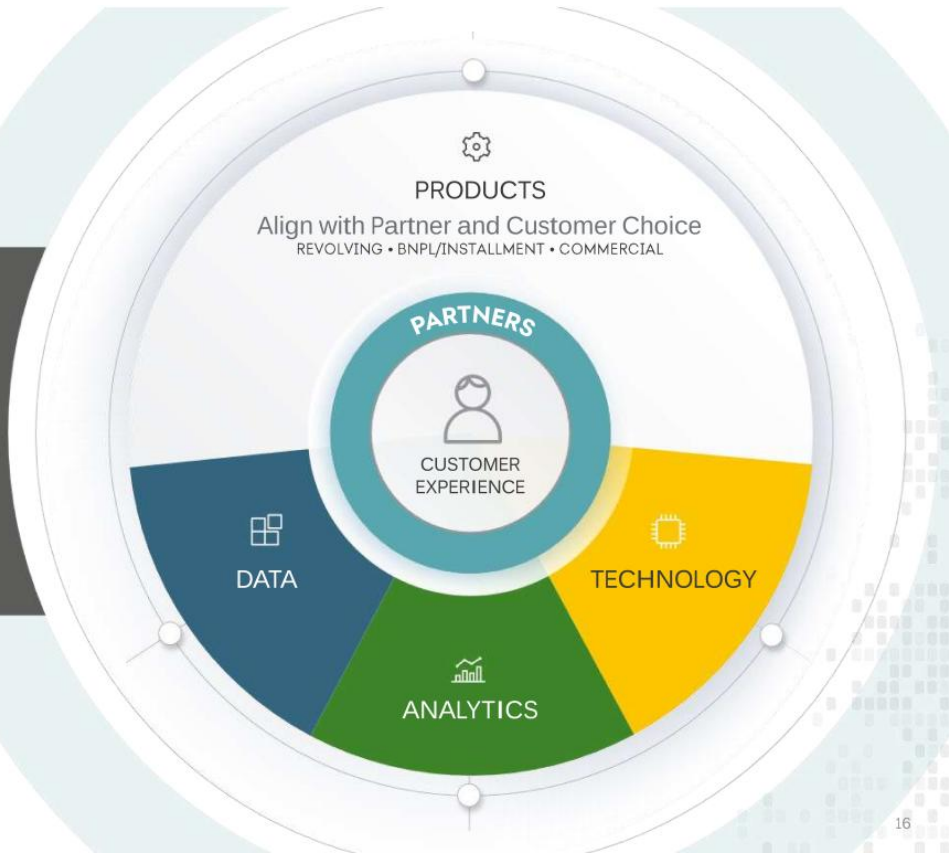 PRODUCTS
Align with Partner and Customer Choice
REVOLVING • BNPL/INSTALLMENT • COMMERCIAL
PARTNERS
CUSTOMER
EXPERIENCE
DATA
TECHNOLOGY
ANALYTICS
16